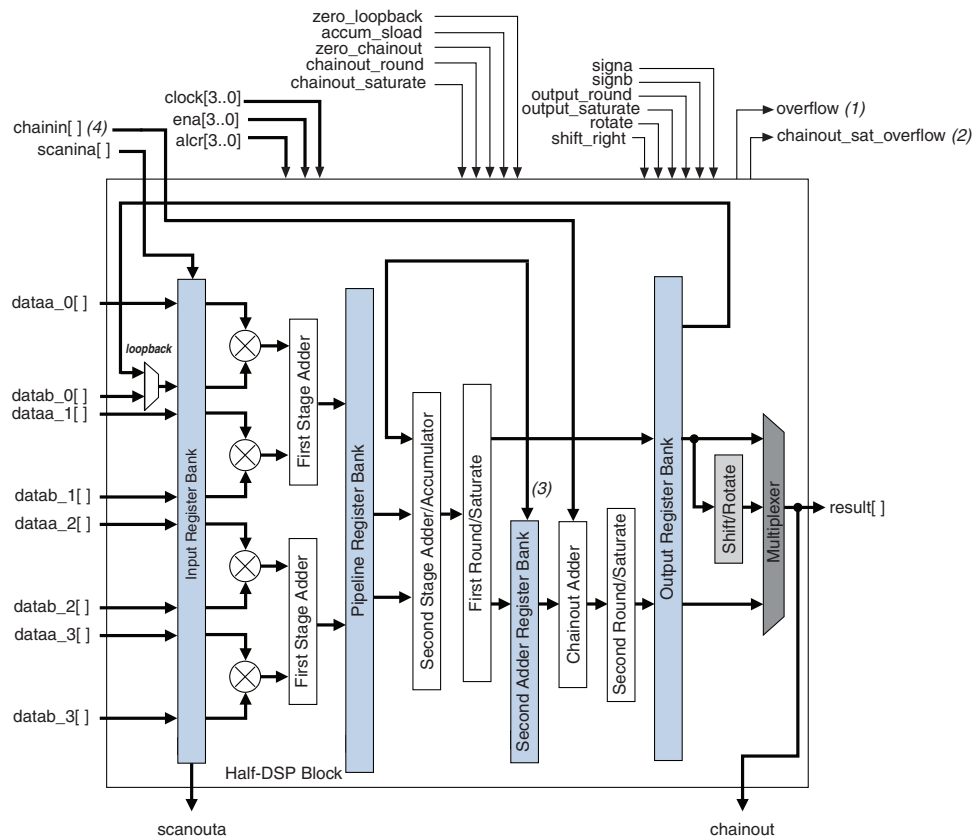 zero_loopback
accum_sload
zero_chainout
chainout_round
chainout_saturate
signa
signb
output_round
output_saturate
rotate
shift_right
clock[3..0]
ena[3..0]
alcr[3..0]
overflow (1)
chainout_sat_overflow (2)
chainin[ ] (4)
scanina[ ]
dataa_0[ ]
loopback
datab_0[ ]
dataa_1[ ]
datab_1[ ]
dataa_2[ ]
datab_2[ ]
dataa_3[ ]
datab_3[ ]
Input Register Bank
First Stage Adder
First Stage Adder
Pipeline Register Bank
Second Stage Adder/Accumulator
First Round/Saturate
(3)
Second Adder Register Bank
Chainout Adder
Second Round/Saturate
Output Register Bank
Shift/Rotate
Multiplexer
result[ ]
Half-DSP Block
scanouta
chainout